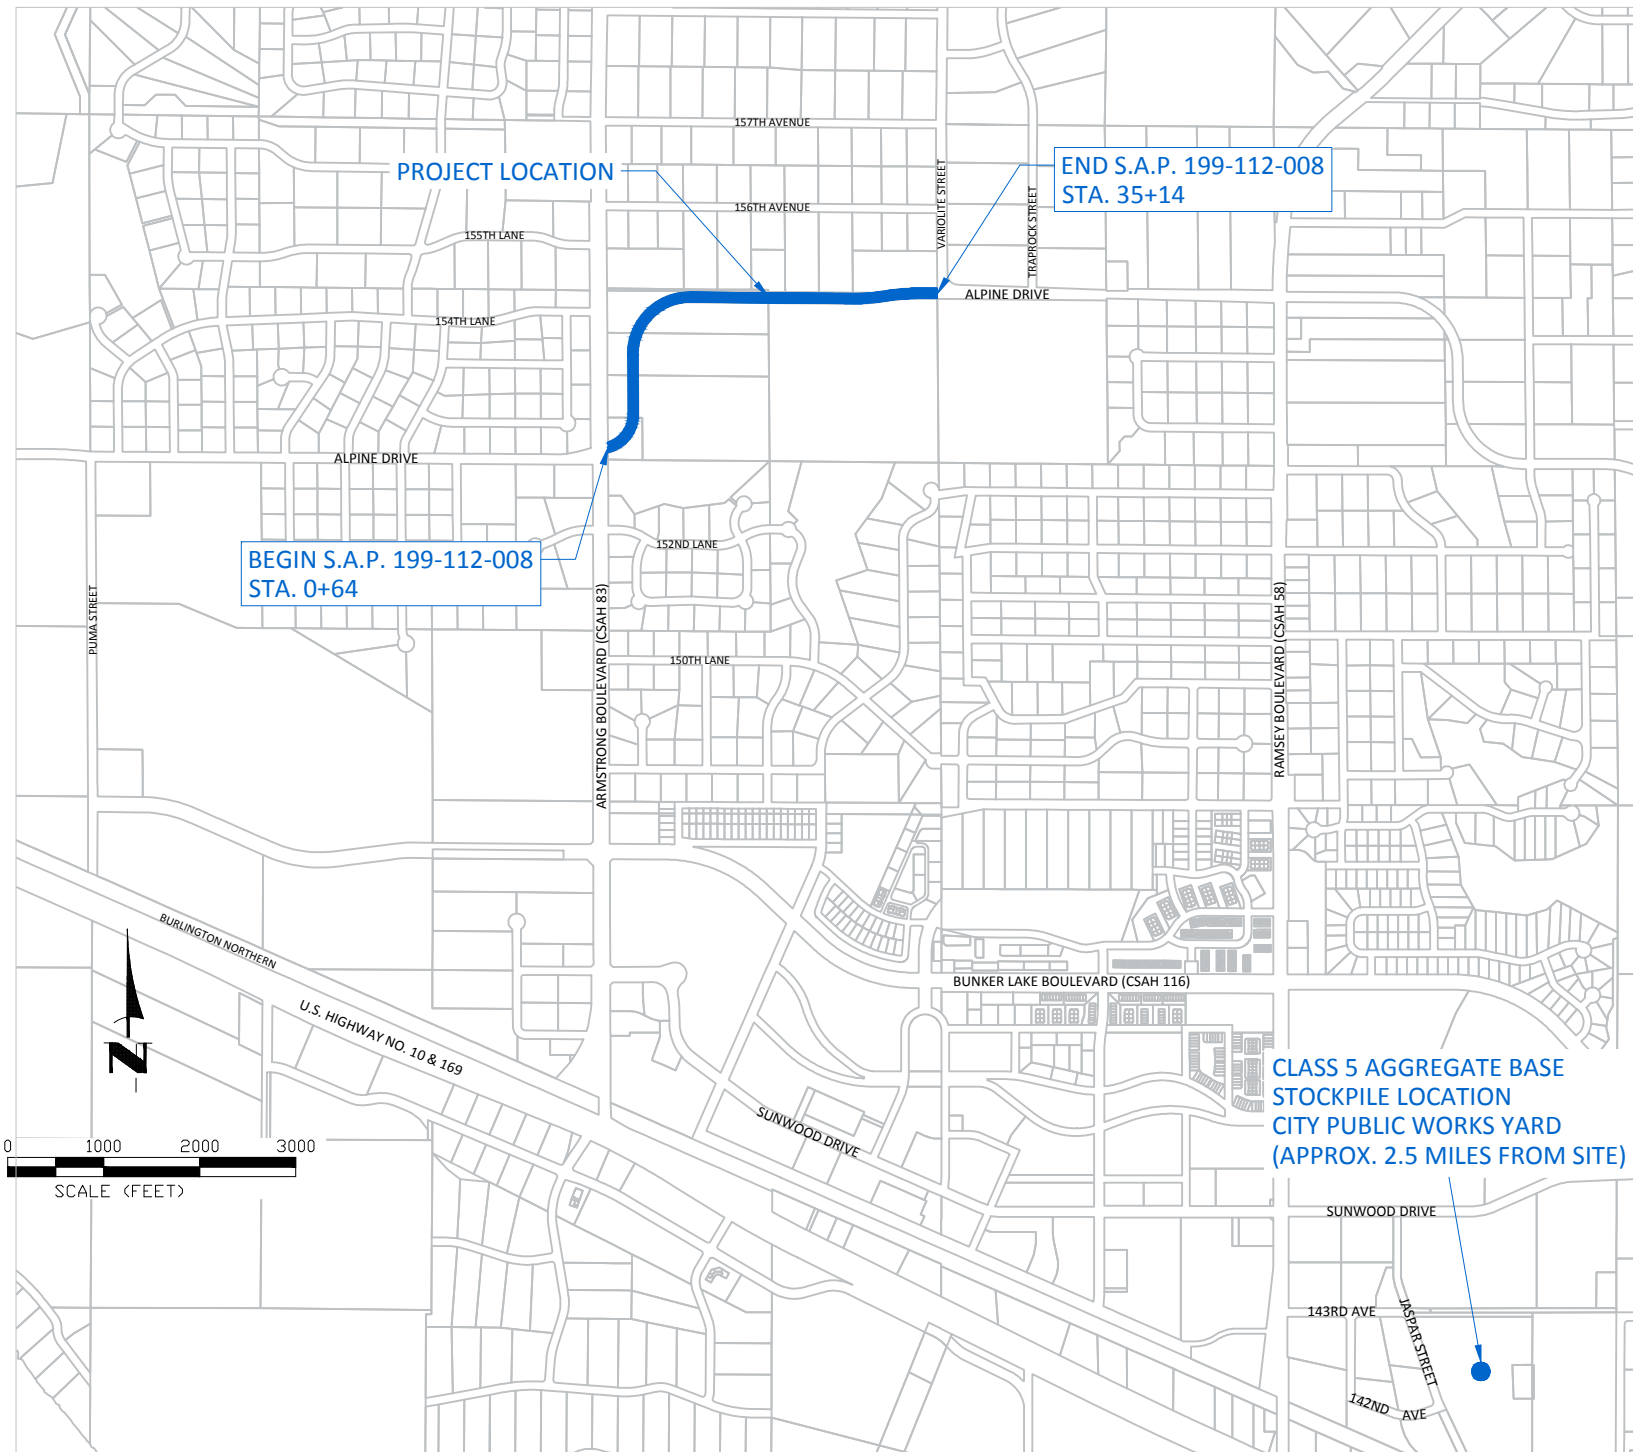 157TH AVENUE
PROJECT LOCATION
END S.A.P. 199-112-008
STA. 35+14
VARIOLITE STREET
TRAPROCK STREET
156TH AVENUE
155TH LANE
ALPINE DRIVE
154TH LANE
ALPINE DRIVE
BEGIN S.A.P. 199-112-008
STA. 0+64
152ND LANE
PUMA STREET
ARMSTRONG BOULEVARD (CSAH 83)
RAMSEY BOULEVARD (CSAH 58)
150TH LANE
BURLINGTON NORTHERN
U.S. HIGHWAY NO. 10 & 169
BUNKER LAKE BOULEVARD (CSAH 116)
N
CLASS 5 AGGREGATE BASE
STOCKPILE LOCATION
CITY PUBLIC WORKS YARD
(APPROX. 2.5 MILES FROM SITE)
SUNWOOD DRIVE
0 1000 2000 3000
SCALE (FEET)
SUNWOOD DRIVE
143RD AVE
JASPAR STREET
142ND AVE